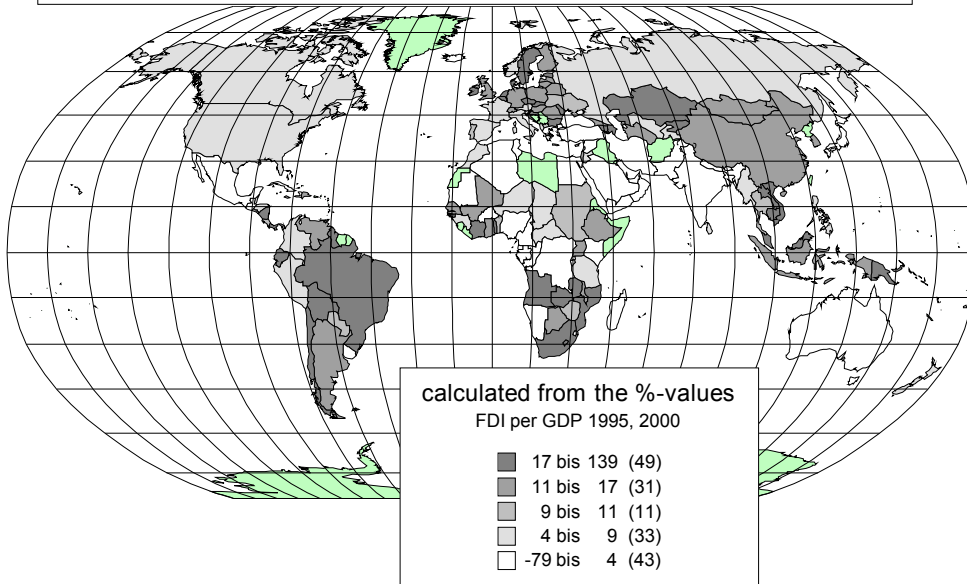 calculated from the %-values
FDI per GDP 1995, 2000
17 bis 139 (49)
11 bis 17 (31)
9 bis 11 (11)
4 bis 9 (33)
-79 bis 4 (43)